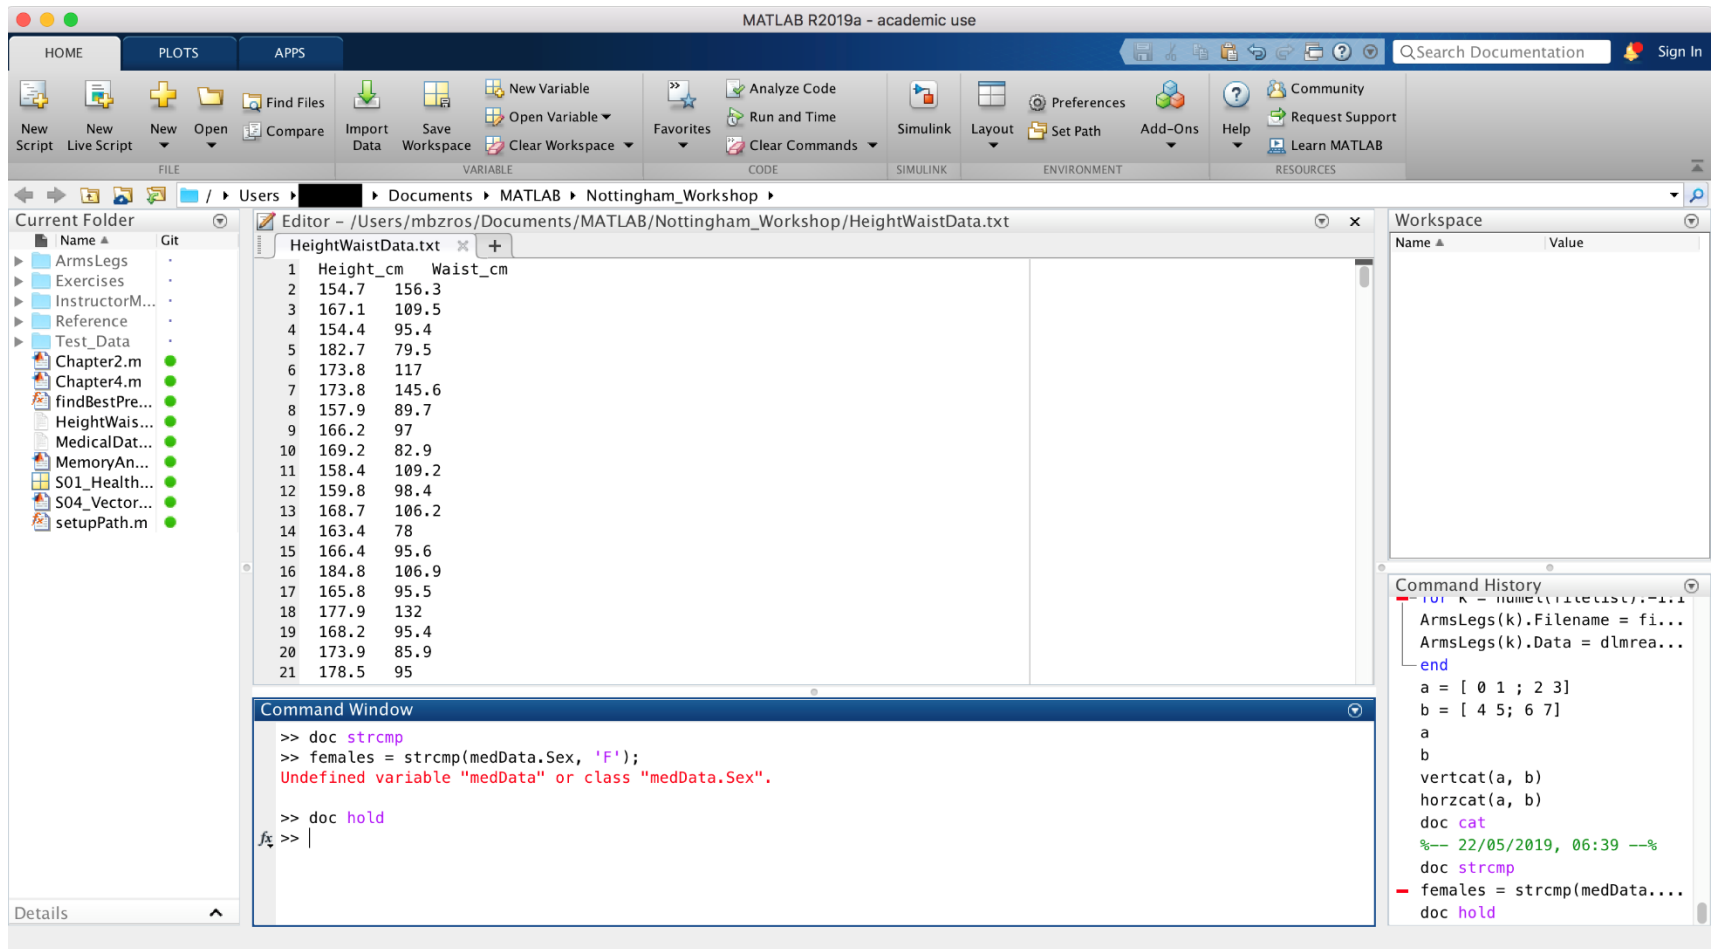 MATLAB R2019a - academic use
HOME PLOTS APPS
Search Documentation Sign In
New Script
New Live Script
New
Open
Find Files
Compare
Import Data
Save Workspace
New Variable
Open Variable
Clear Workspace
Favorites
Analyze Code
Run and Time
Clear Commands
Simulink
Layout
Preferences
Set Path
Add-Ons
Help
Community
Request Support
Learn MATLAB
FILE VARIABLE CODE SIMULINK ENVIRONMENT RESOURCES
/ Users Documents MATLAB Nottingham_Workshop
Current Folder
Name Git
ArmsLegs
Exercises
InstructorM...
Reference
Test_Data
Chapter2.m
Chapter4.m
findBestPre...
HeightWais...
MedicalDat...
MemoryAn...
S01_Health...
S04_Vector...
setupPath.m
Details
Editor – /Users/mbzros/Documents/MATLAB/Nottingham_Workshop/HeightWaistData.txt
HeightWaistData.txt
1 Height_cm Waist_cm
2 154.7 156.3
3 167.1 109.5
4 154.4 95.4
5 182.7 79.5
6 173.8 117
7 173.8 145.6
8 157.9 89.7
9 166.2 97
10 169.2 82.9
11 158.4 109.2
12 159.8 98.4
13 168.7 106.2
14 163.4 78
15 166.4 95.6
16 184.8 106.9
17 165.8 95.5
18 177.9 132
19 168.2 95.4
20 173.9 85.9
21 178.5 95
Command Window
>> doc strcmp
>> females = strcmp(medData.Sex, 'F');
Undefined variable "medData" or class "medData.Sex".
>> doc hold
fx >>
Workspace
Name Value
Command History
for k = numel(filelist):-1:1
ArmsLegs(k).Filename = fi...
ArmsLegs(k).Data = dlmrea...
end
a = [ 0 1 ; 2 3]
b = [ 4 5; 6 7]
a
b
vertcat(a, b)
horzcat(a, b)
doc cat
%-- 22/05/2019, 06:39 --%
doc strcmp
females = strcmp(medData....
doc hold